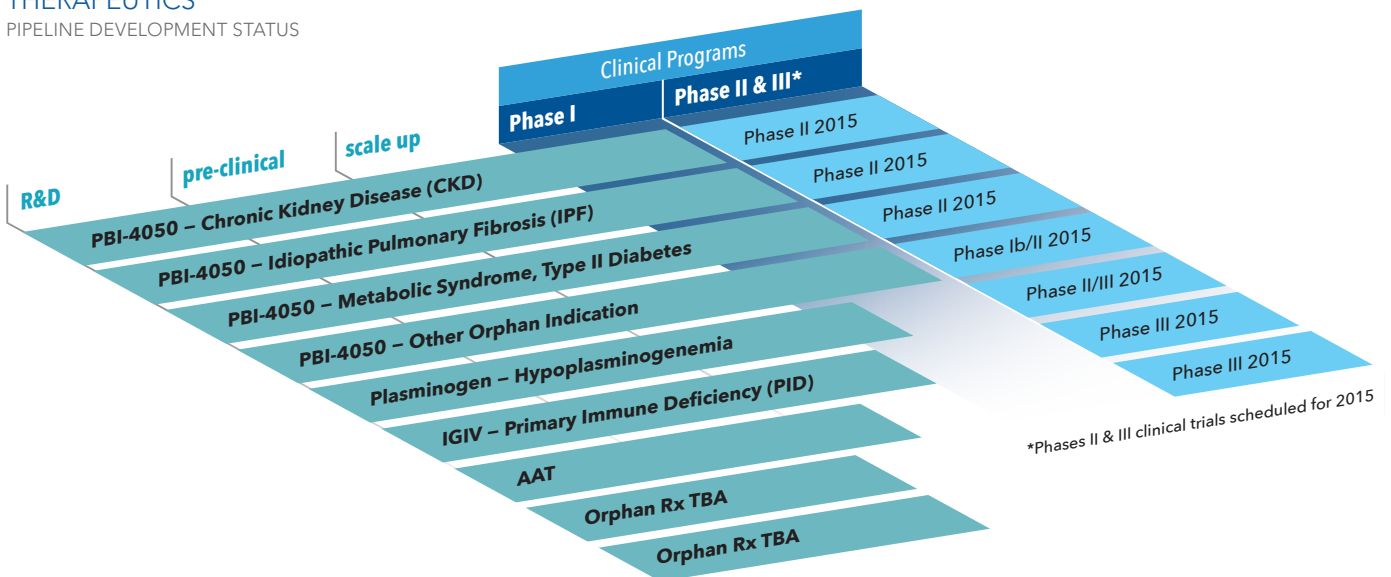 THERAPEUTICS
PIPELINE DEVELOPMENT STATUS
Clinical Programs
Phase I
Phase II & III*
R&D
pre-clinical
scale up
PBI-4050 – Chronic Kidney Disease (CKD)
Phase II 2015
PBI-4050 – Idiopathic Pulmonary Fibrosis (IPF)
Phase II 2015
PBI-4050 – Metabolic Syndrome, Type II Diabetes
Phase II 2015
PBI-4050 – Other Orphan Indication
Phase Ib/II 2015
Plasminogen – Hypoplasminogenemia
Phase II/III 2015
IGIV – Primary Immune Deficiency (PID)
Phase III 2015
AAT
Phase III 2015
Orphan Rx TBA
Orphan Rx TBA
*Phases II & III clinical trials scheduled for 2015